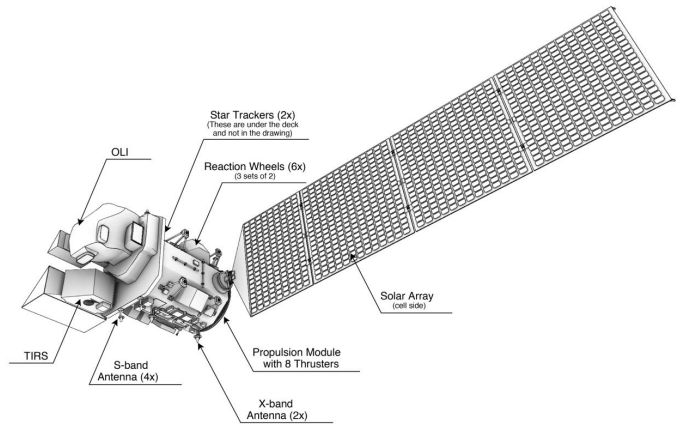 Star Trackers (2x)
(These are under the deck
and not in the drawing)
OLI
Reaction Wheels (6x)
(3 sets of 2)
Solar Array
(cell side)
TIRS
S-band
Antenna (4x)
Propulsion Module
with 8 Thrusters
X-band
Antenna (2x)